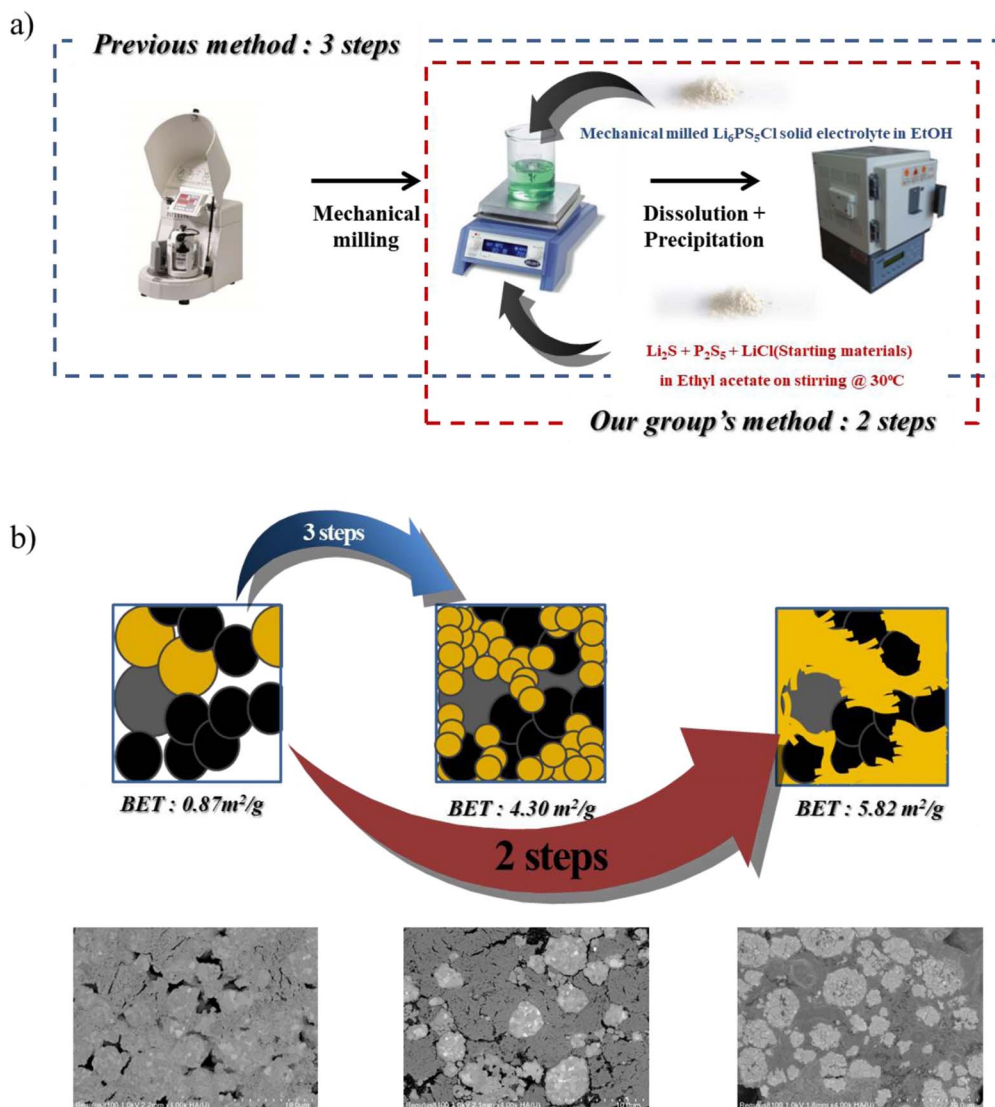 a)
Previous method : 3 steps
Mechanical milled Li₆PS₅Cl solid electrolyte in EtOH
Mechanical
milling
Dissolution +
Precipitation
Li₂S + P₂S₅ + LiCl(Starting materials)
in Ethyl acetate on stirring @ 30ºC
Our group's method : 2 steps
b)
3 steps
BET : 0.87m²/g
BET : 4.30 m²/g
BET : 5.82 m²/g
2 steps